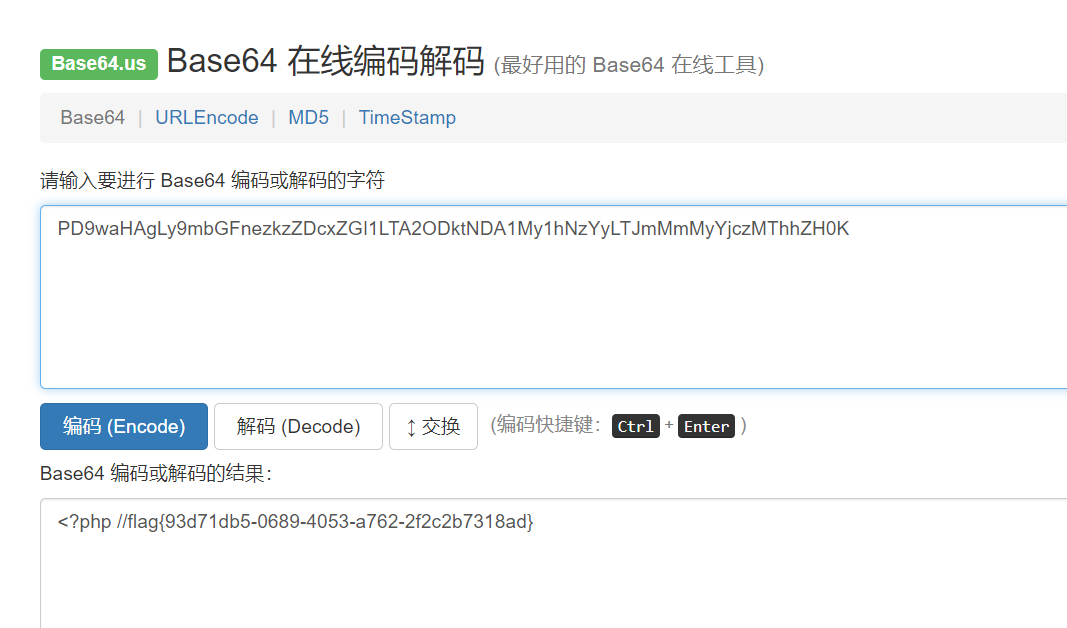 Base64.us Base64 在线编码解码 (最好用的 Base64 在线工具)
Base64 | URLEncode | MD5 | TimeStamp
请输入要进行 Base64 编码或解码的字符
PD9waHAgLy9mbGFnezkzZDcxZGI1LTA2ODktNDA1My1hNzYyLTJmMmMyYjczMThhZH0K
编码 (Encode) 解码 (Decode) ↕ 交换 (编码快捷键： Ctrl + Enter )
Base64 编码或解码的结果：
<?php //flag{93d71db5-0689-4053-a762-2f2c2b7318ad}